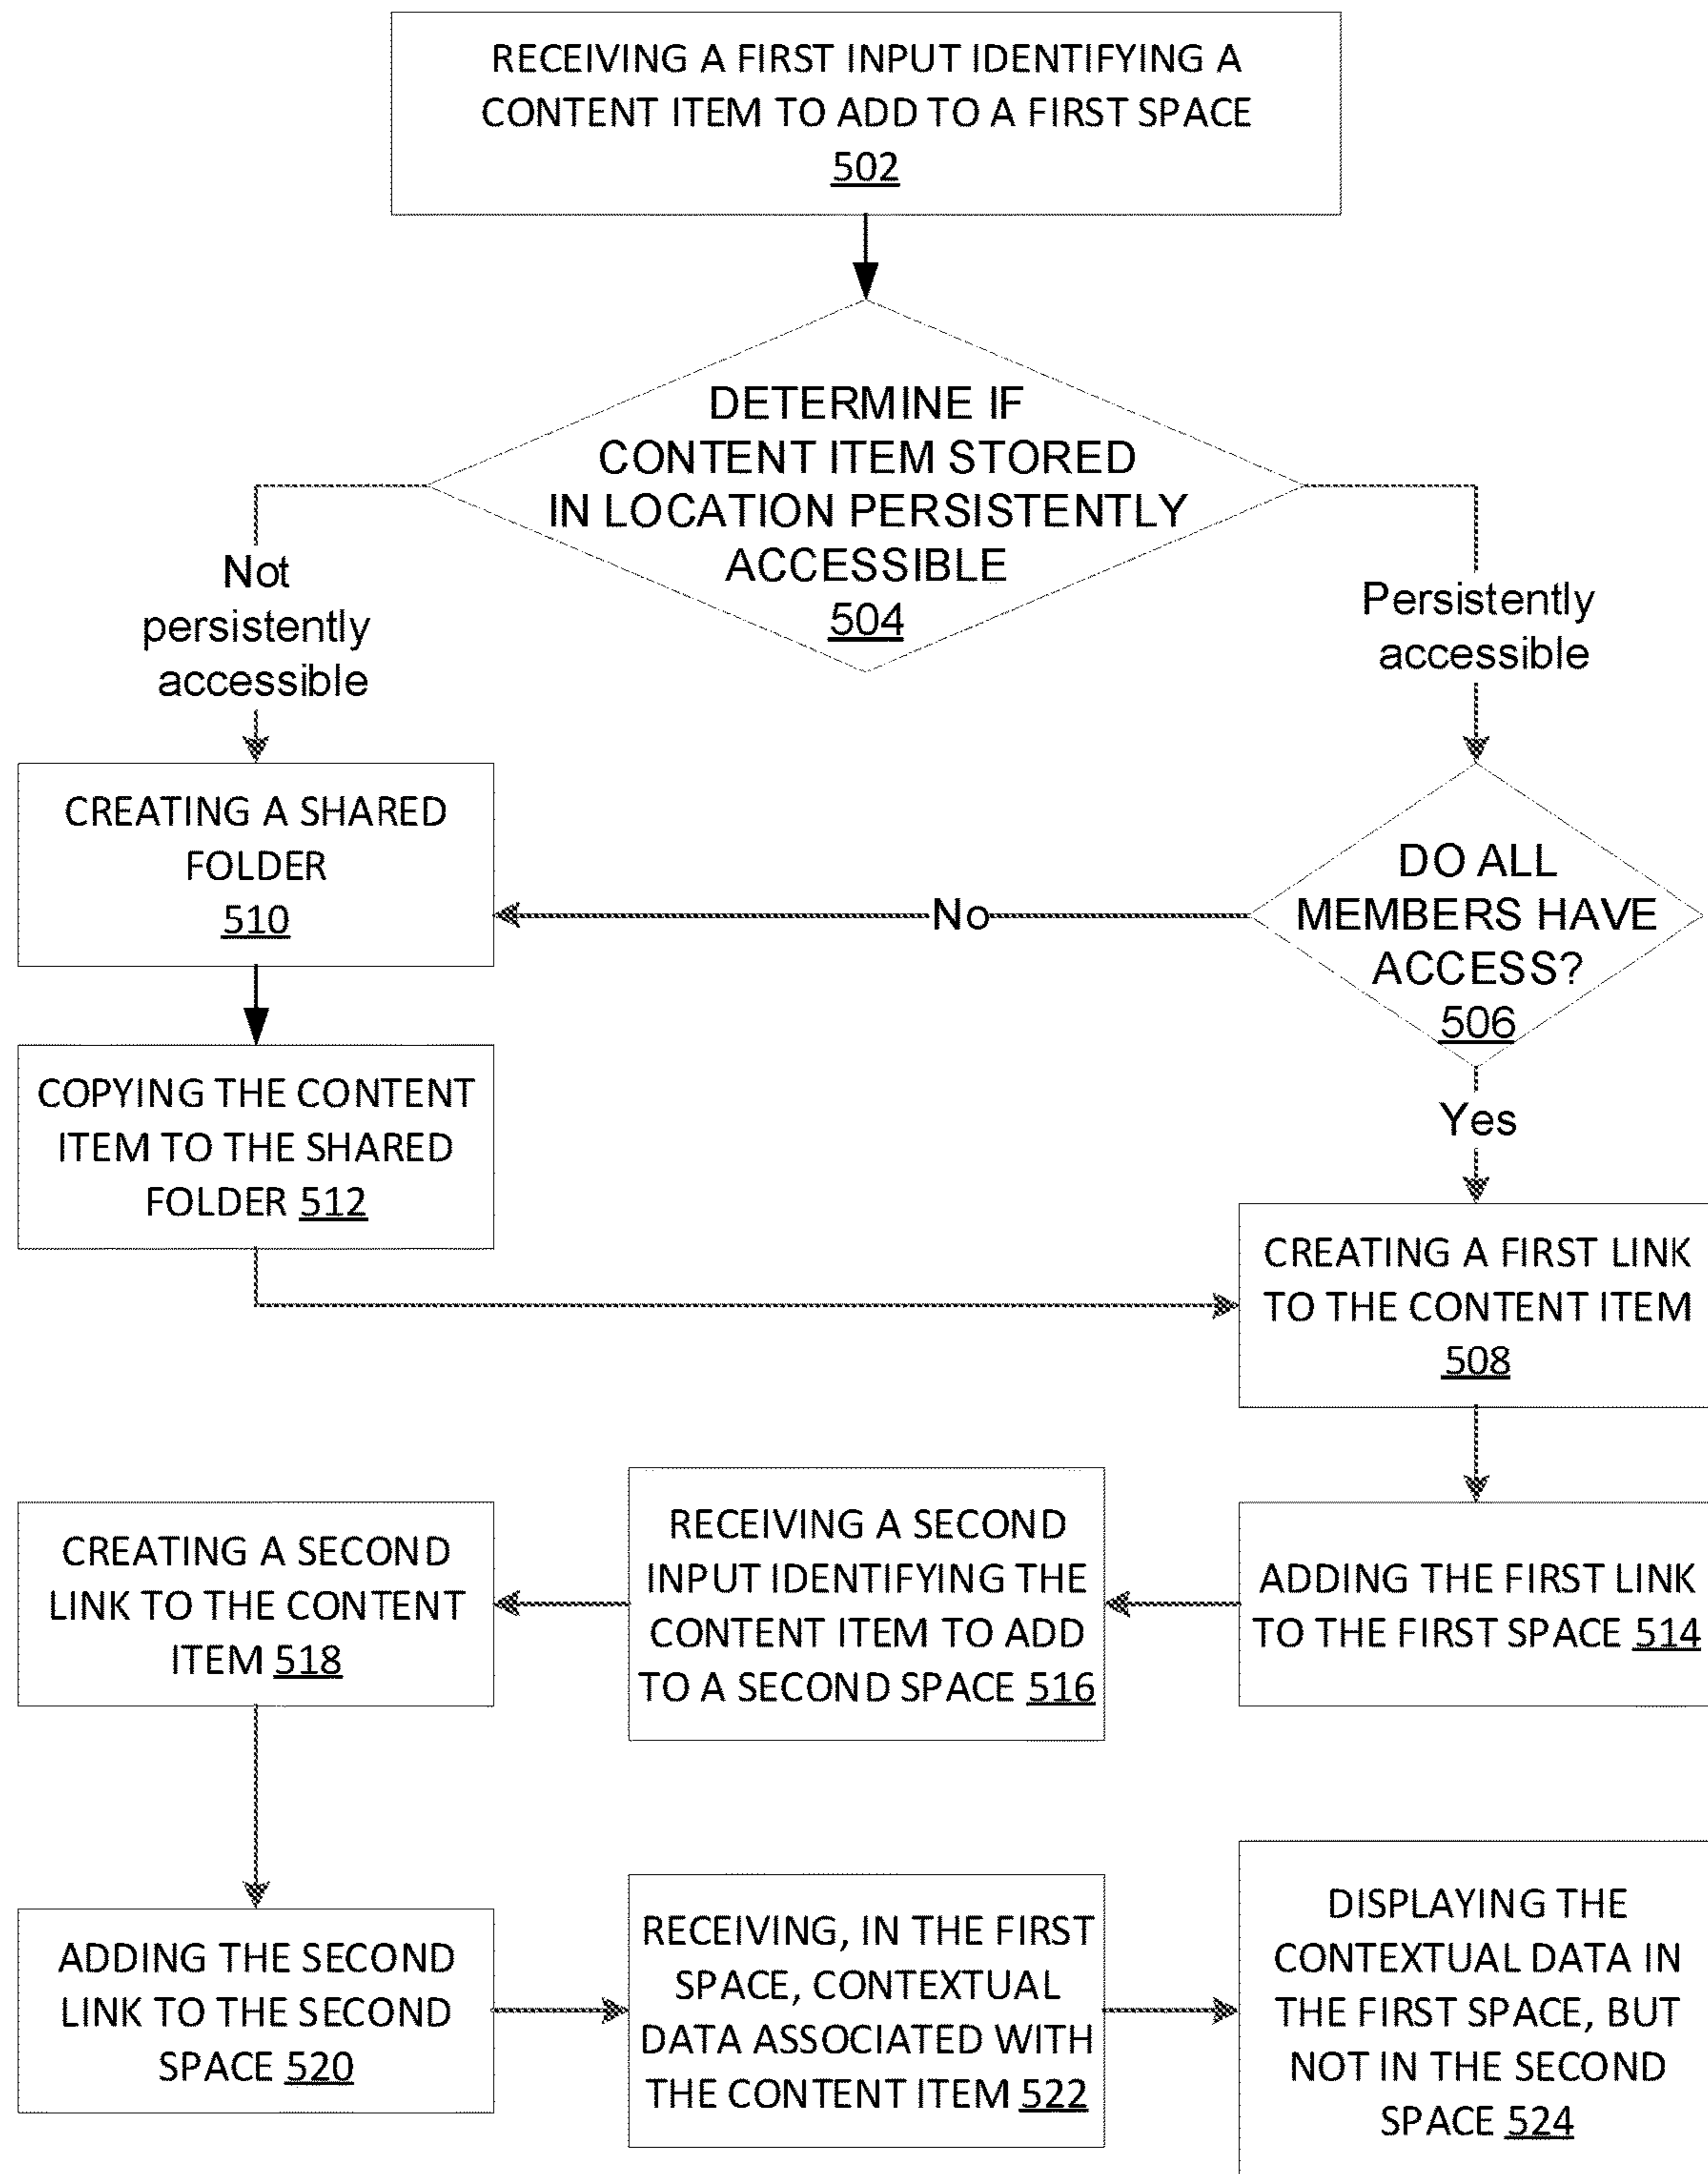 RECEIVING A FIRST INPUT IDENTIFYING A
CONTENT ITEM TO ADD TO A FIRST SPACE
502
DETERMINE IF
CONTENT ITEM STORED
IN LOCATION PERSISTENTLY
ACCESSIBLE
504
Not
persistently
accessible
Persistently
accessible
CREATING A SHARED
FOLDER
510
No
DO ALL
MEMBERS HAVE
ACCESS?
506
COPYING THE CONTENT
ITEM TO THE SHARED
FOLDER 512
Yes
CREATING A FIRST LINK
TO THE CONTENT ITEM
508
ADDING THE FIRST LINK
TO THE FIRST SPACE 514
RECEIVING A SECOND
INPUT IDENTIFYING THE
CONTENT ITEM TO ADD
TO A SECOND SPACE 516
CREATING A SECOND
LINK TO THE CONTENT
ITEM 518
ADDING THE SECOND
LINK TO THE SECOND
SPACE 520
RECEIVING, IN THE FIRST
SPACE, CONTEXTUAL
DATA ASSOCIATED WITH
THE CONTENT ITEM 522
DISPLAYING THE
CONTEXTUAL DATA IN
THE FIRST SPACE, BUT
NOT IN THE SECOND
SPACE 524